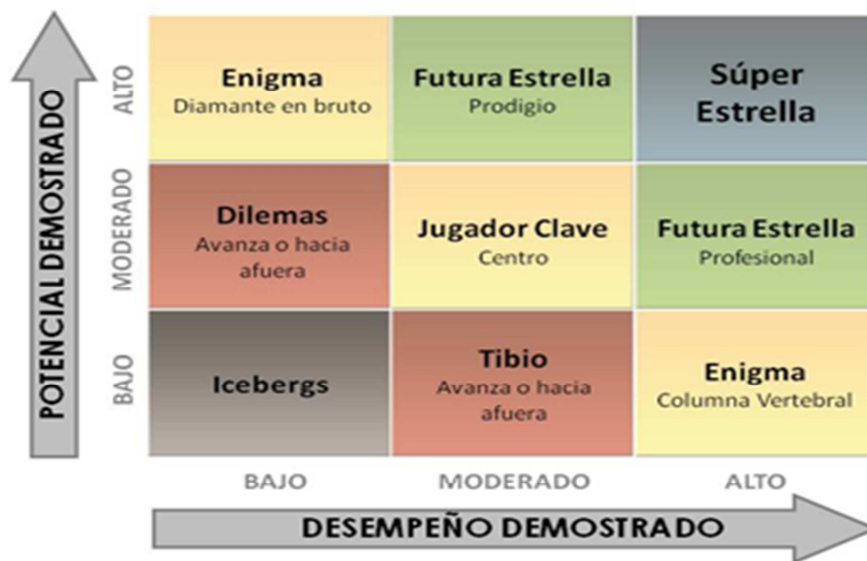 POTENCIAL DEMOSTRADO
ALTO
Enigma
Diamante en bruto
Futura Estrella
Prodigio
Súper
Estrella
MODERADO
Dilemas
Avanza o hacia
afuera
Jugador Clave
Centro
Futura Estrella
Profesional
BAJO
Icebergs
Tibio
Avanza o hacia
afuera
Enigma
Columna Vertebral
BAJO
MODERADO
ALTO
DESEMPEÑO DEMOSTRADO